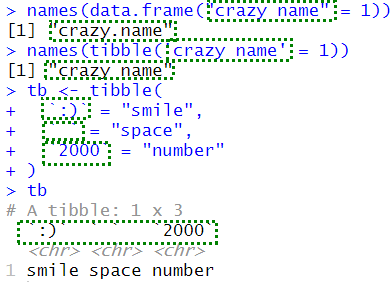 > names(data.frame("crazy name" = 1))
[1] "crazy.name"
> names(tibble('crazy name' = 1))
[1] "crazy name"
> tb <- tibble(
+ `:)` = "smile",
+ ` ` = "space",
+ `2000` = "number"
+ )
> tb
# A tibble: 1 x 3
`:)` ` ` `2000`
<chr> <chr> <chr>
1 smile space number